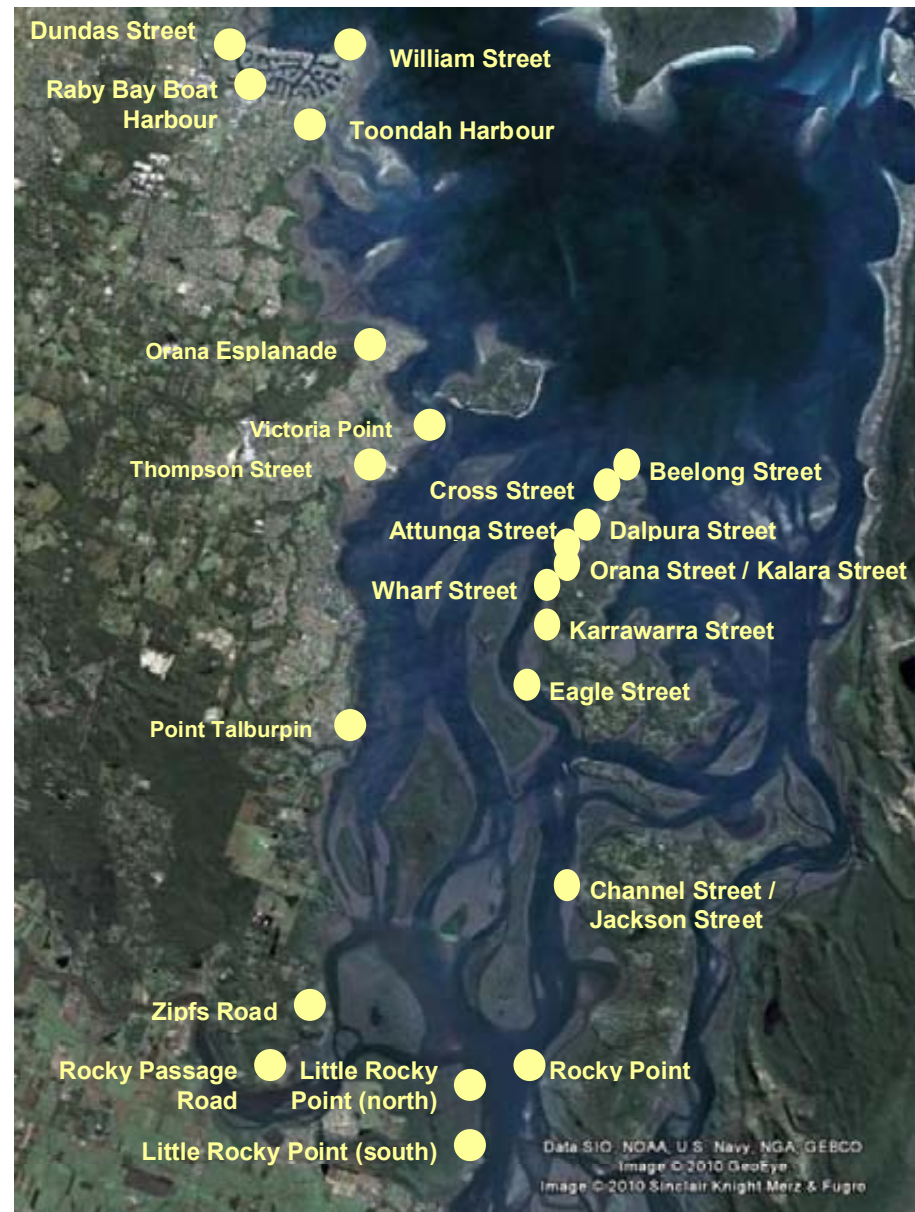 Dundas Street
William Street
Raby Bay Boat
Harbour
Toondah Harbour
Orana Esplanade
Victoria Point
Thompson Street
Beelong Street
Cross Street
Attunga Street
Dalpura Street
Orana Street / Kalara Street
Wharf Street
Karrawarra Street
Eagle Street
Point Talburpin
Channel Street /
Jackson Street
Zipfs Road
Rocky Passage
Road
Little Rocky
Point (north)
Rocky Point
Little Rocky Point (south)
Data SIO, NOAA, U.S. Navy, NGA, GEBCO
Image © 2010 GeoEye
Image © 2010 Sinclair Knight Merz & Fugro